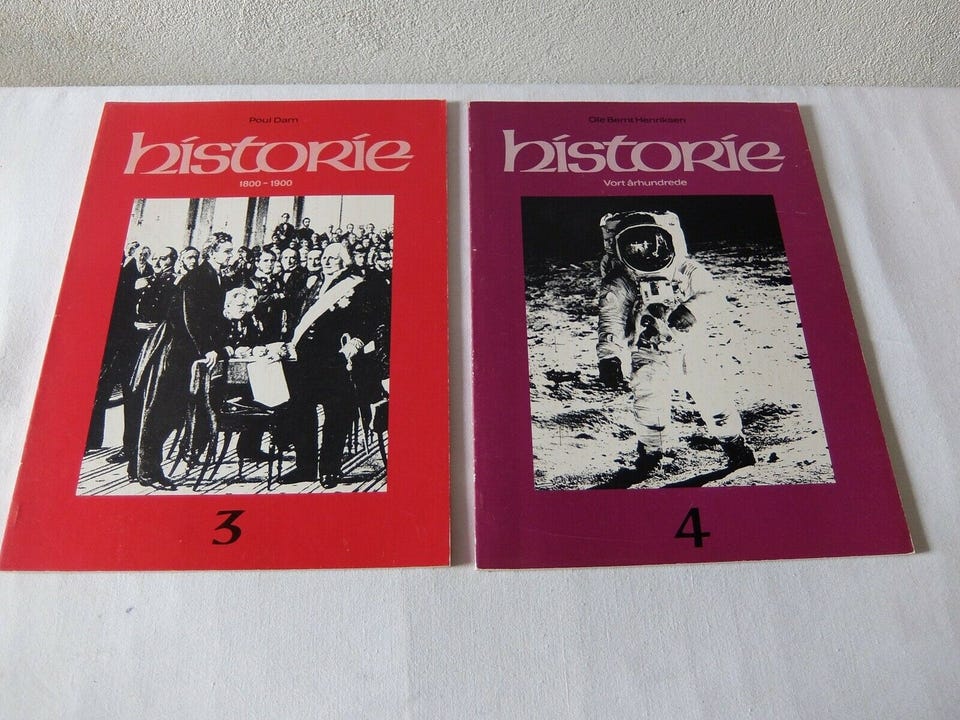 Poul Dam
historie
1800 – 1900
3
Ole Bernt Henriksen
historie
Vort århundrede
4